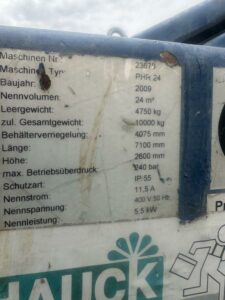 Maschinen Nr 23625
Maschinen Typ: PHR 24
Baujahr: 2009
Nennvolumen: 24 m³
Leergewicht: 4750 kg
zul. Gesamtgewicht: 10000 kg
Behälterverriegelung: 4075 mm
Länge: 7100 mm
Höhe: 2600 mm
max. Betriebsüberdruck: 240 bar
Schutzart: IP 55
Nennstrom: 11,5 A
Nennspannung: 400 V 50 Hz
Nennleistung: 5,5 kW
HAUCK